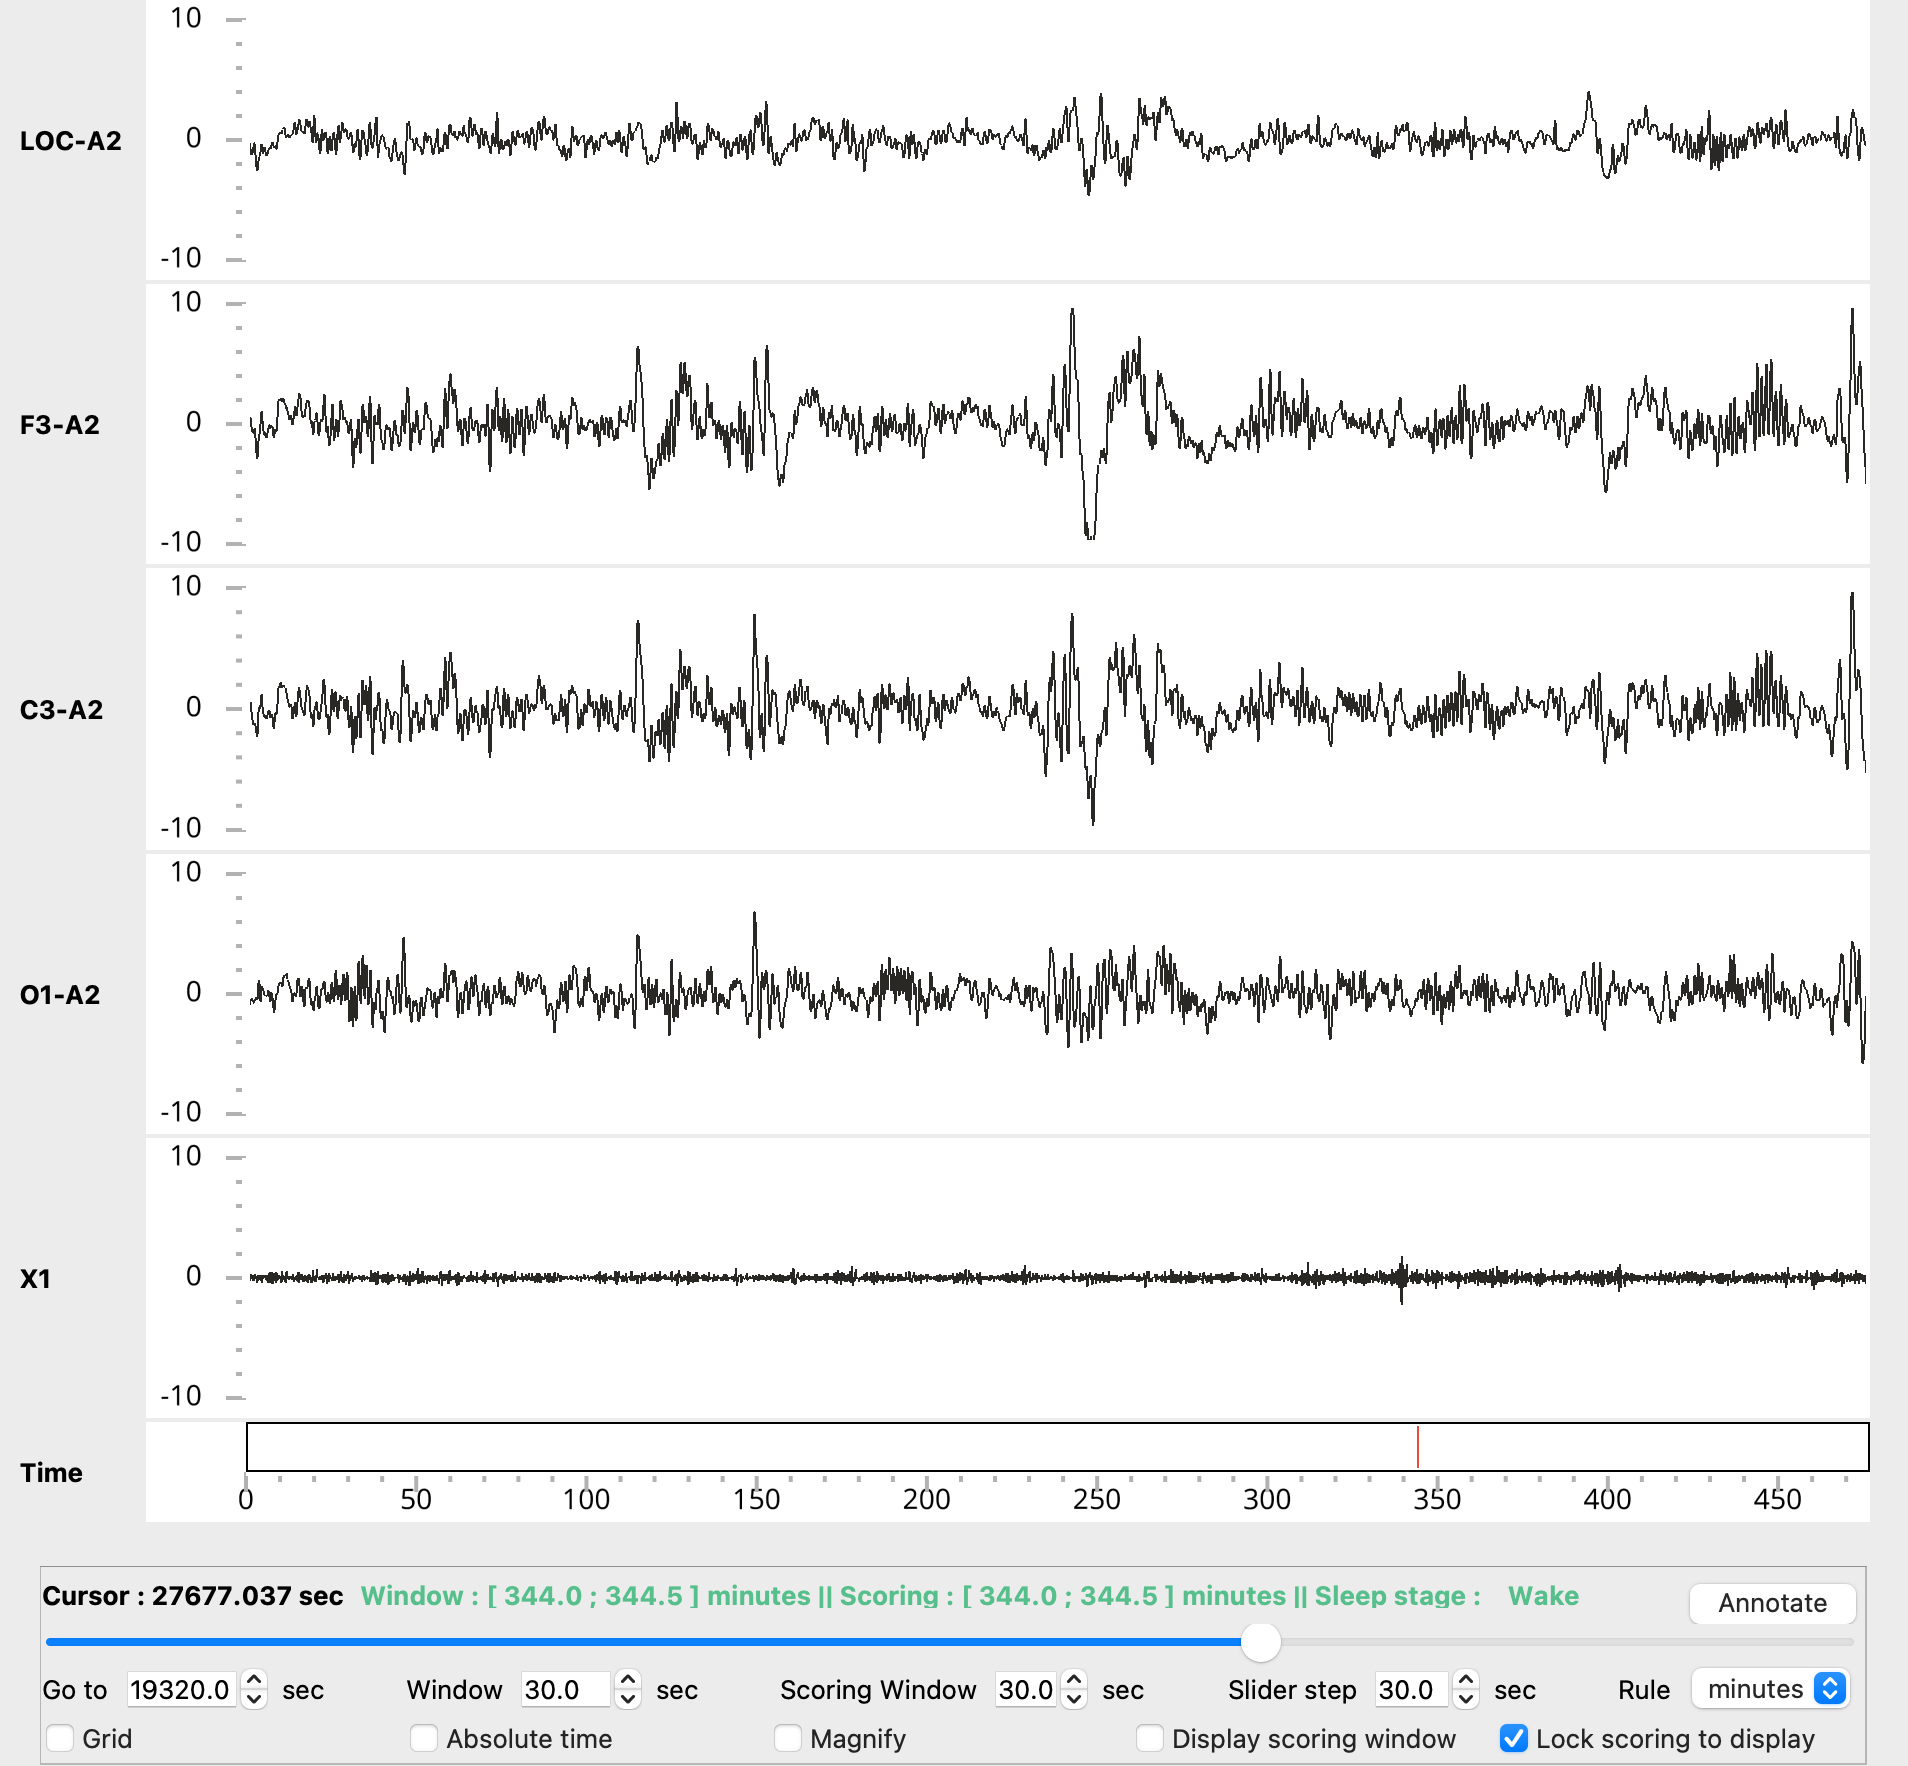 10
LOC-A2
0
-10
10
F3-A2
0
-10
10
C3-A2
0
-10
10
O1-A2
0
-10
10
X1
0
-10
Time
0 50 100 150 200 250 300 350 400 450
Cursor : 27677.037 sec Window : [ 344.0 ; 344.5 ] minutes || Scoring : [ 344.0 ; 344.5 ] minutes || Sleep stage : Wake Annotate
Go to 19320.0 sec Window 30.0 sec Scoring Window 30.0 sec Slider step 30.0 sec Rule minutes
Grid Absolute time Magnify Display scoring window Lock scoring to display